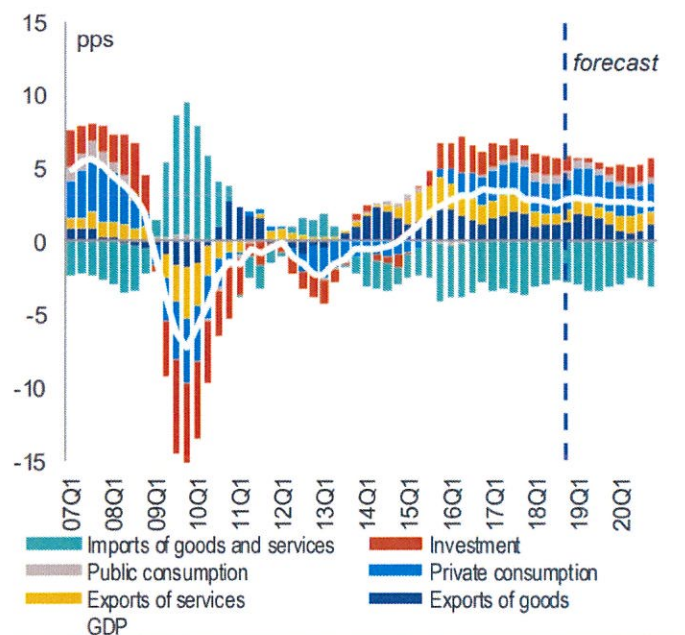 15
pps
forecast
10
5
0
-5
-10
-15
07Q1 08Q1 09Q1 10Q1 11Q1 12Q1 13Q1 14Q1 15Q1 16Q1 17Q1 18Q1 19Q1 20Q1
Imports of goods and services Investment
Public consumption Private consumption
Exports of services Exports of goods
GDP